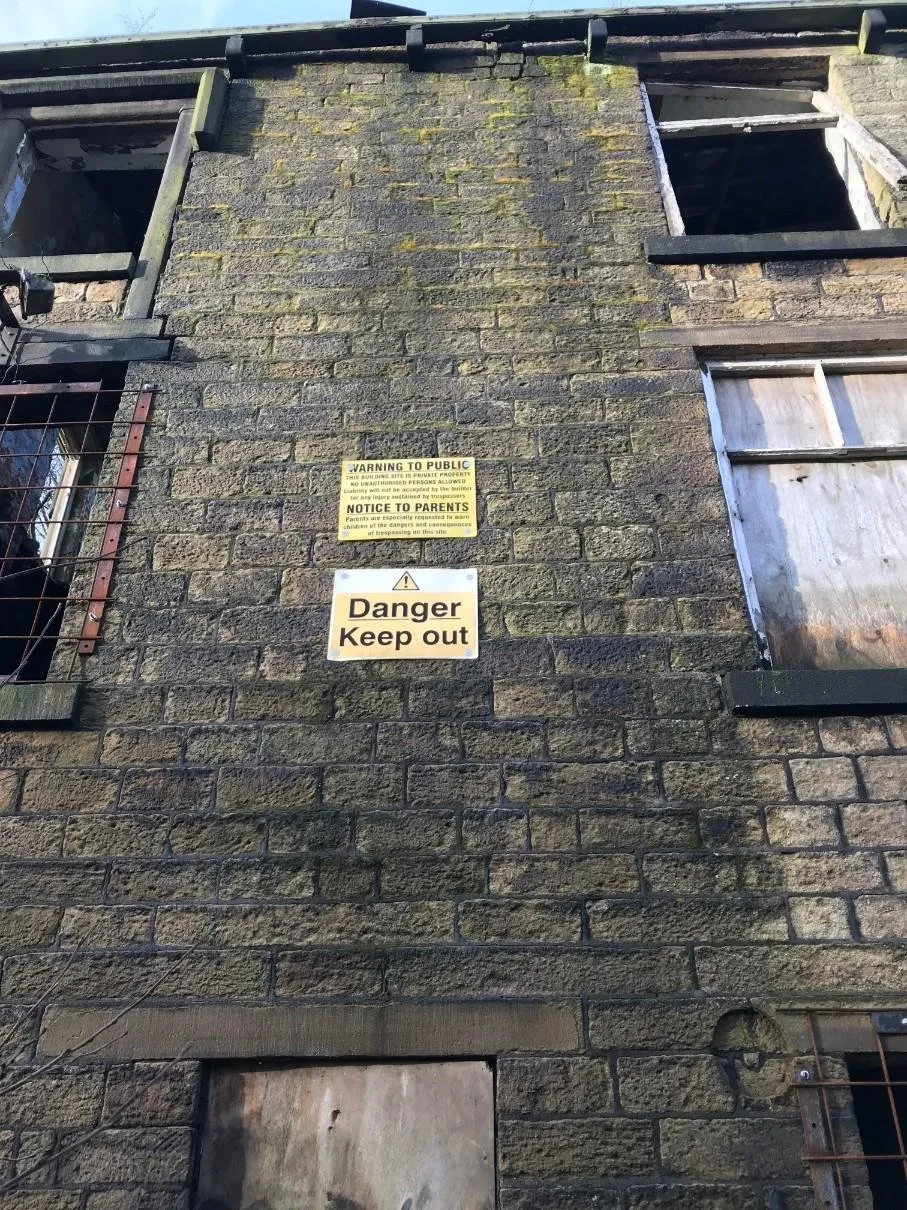 WARNING TO PUBLIC
THIS BUILDING SITE IS PRIVATE PROPERTY
NO UNAUTHORISED PERSONS ALLOWED
Liability will not be accepted by the builder
for any injury sustained by trespassers
NOTICE TO PARENTS
Parents are especially requested to warn
children of the dangers and consequences
of trespassing on this site
Danger
Keep out